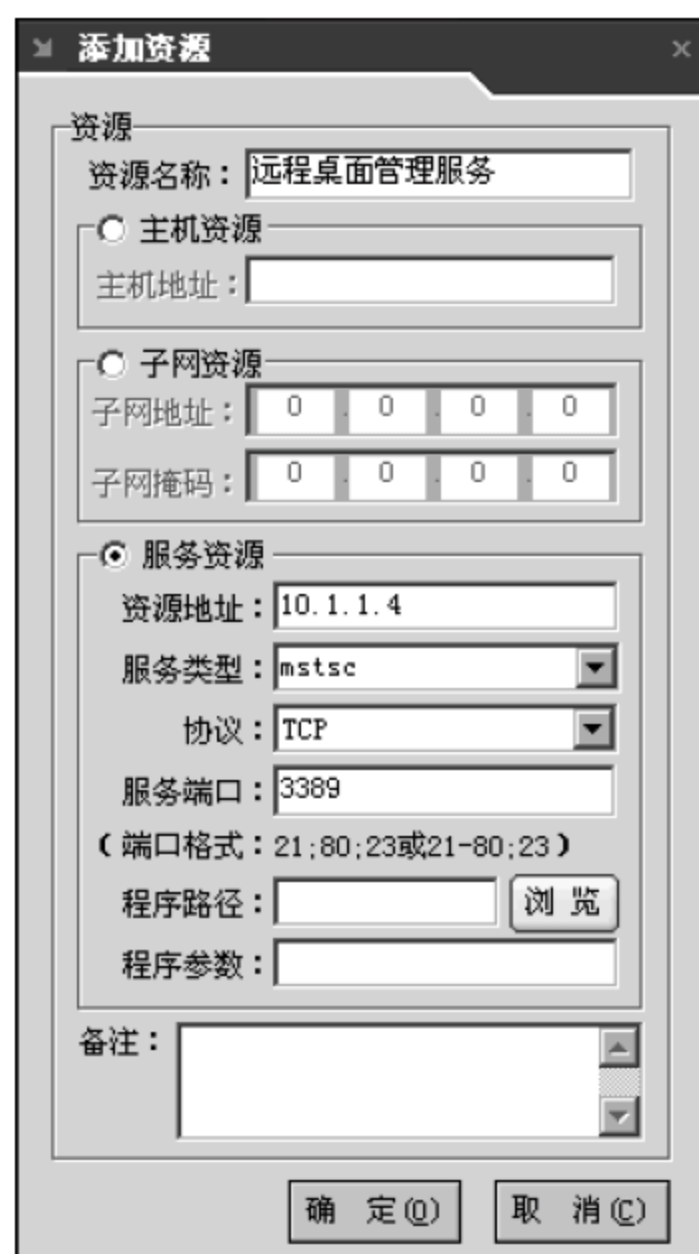 添加资源
资源
资源名称：远程桌面管理服务
主机资源
主机地址：
子网资源
子网地址：0 . 0 . 0 . 0
子网掩码：0 . 0 . 0 . 0
服务资源
资源地址：10.1.1.4
服务类型：mstsc
协议：TCP
服务端口：3389
(端口格式：21;80;23或21-80;23)
程序路径： 浏览
程序参数：
备注：
确 定(O) 取 消(C)